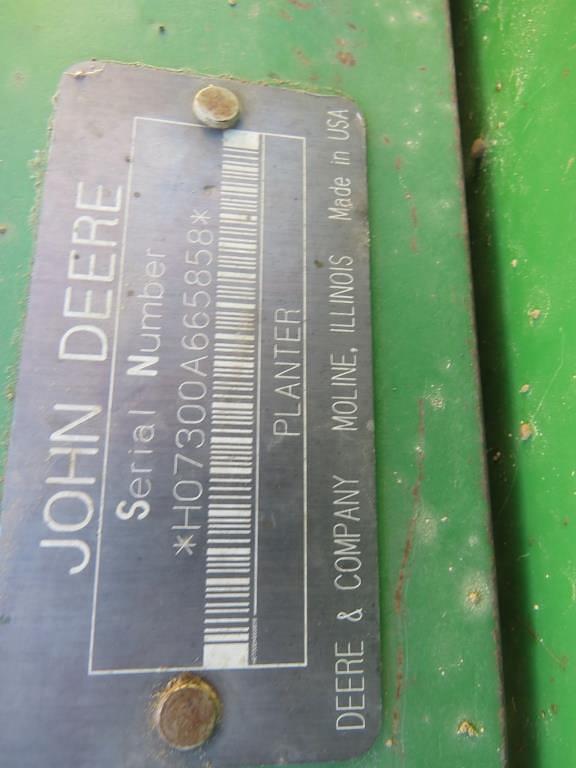 JOHN DEERE
Serial Number
*H07300A665858*
PLANTER
DEERE & COMPANY MOLINE, ILLINOIS Made in USA